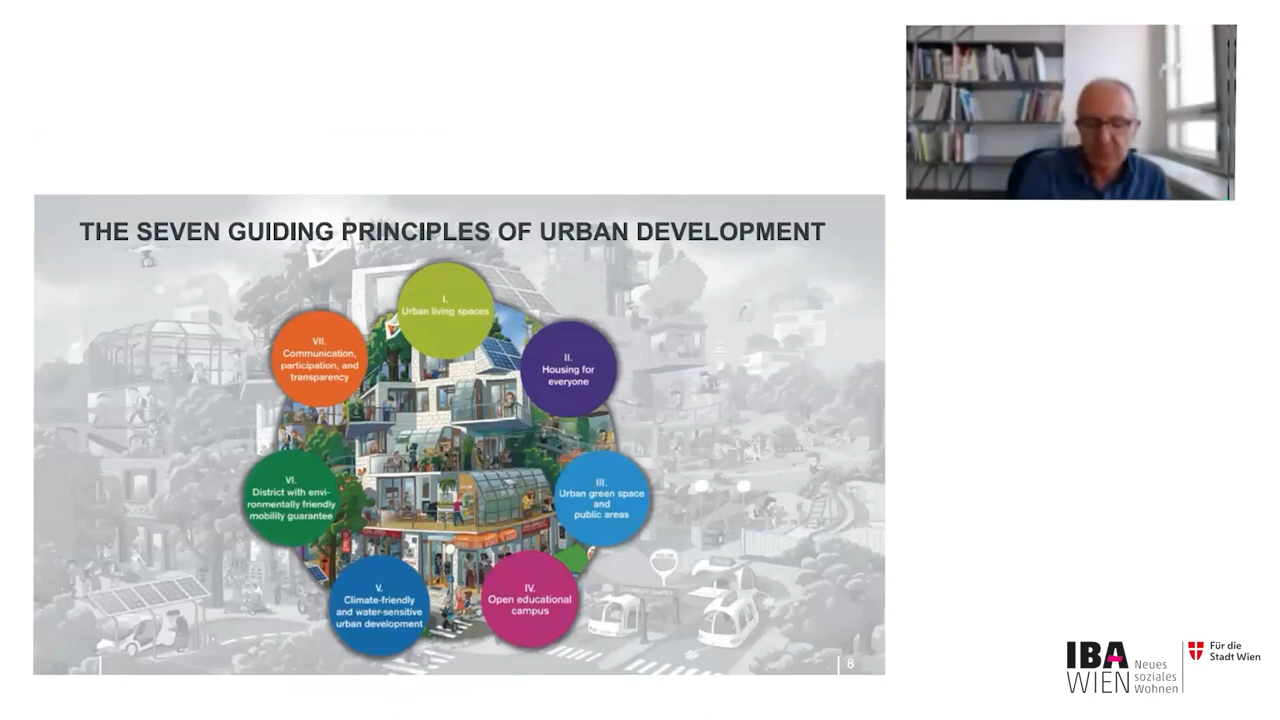 THE SEVEN GUIDING PRINCIPLES OF URBAN DEVELOPMENT
I.
Urban living spaces
II.
Housing for
everyone
III.
Urban green space
and
public areas
IV.
Open educational
campus
V.
Climate-friendly
and water-sensitive
urban development
VI.
District with envi-
ronmentally friendly
mobility guarantee
VII.
Communication,
participation, and
transparency
8
IBA
WIEN
Neues
soziales
Wohnen
Für die
Stadt Wien